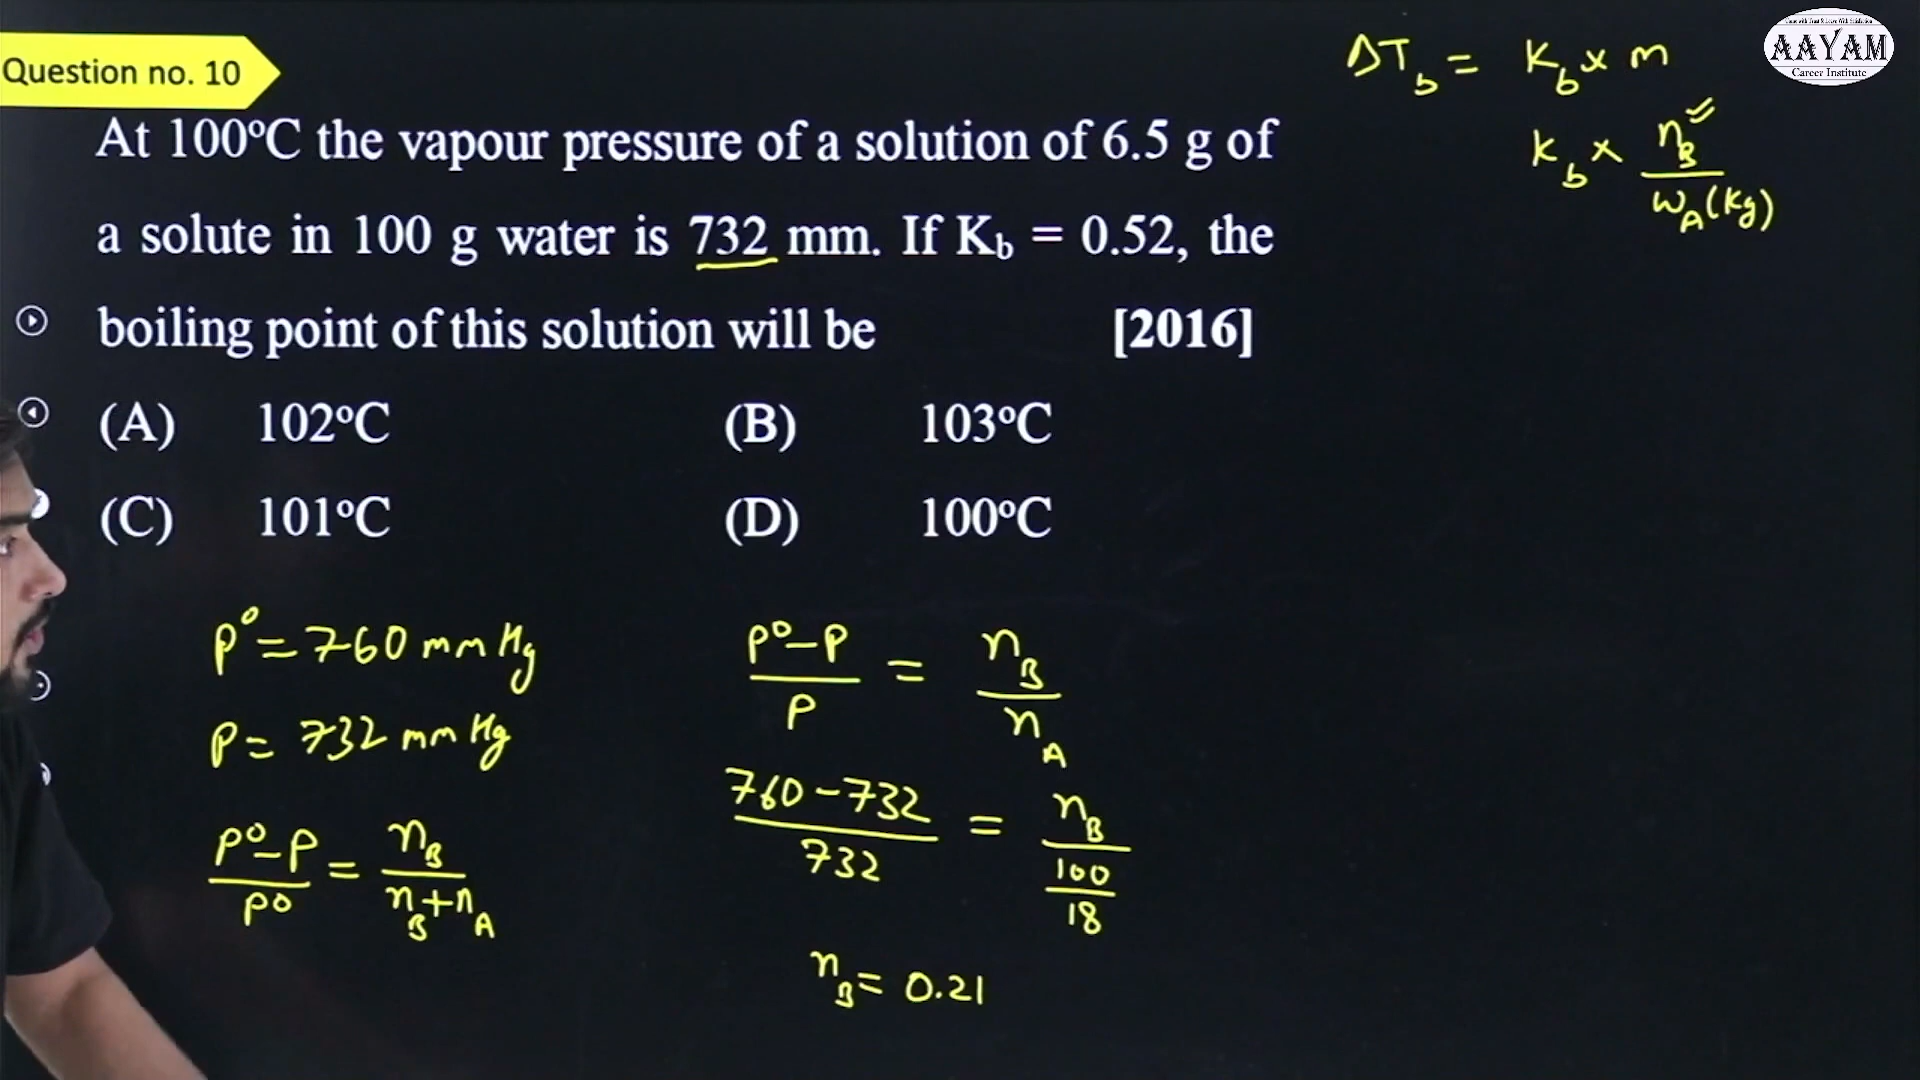 Question no. 10
At 100°C the vapour pressure of a solution of 6.5 g of
a solute in 100 g water is 732 mm. If K_b = 0.52, the
boiling point of this solution will be [2016]
(A) 102°C (B) 103°C
(C) 101°C (D) 100°C
ΔT_b = K_b × m
K_b × n_B / W_A (Kg)
P° = 760 mm Hg
P = 732 mm Hg
(P° - P) / P° = n_B / (n_B + n_A)
(P° - P) / P = n_B / n_A
(760 - 732) / 732 = n_B / (100 / 18)
n_B = 0.21
AAYAM
Career Institute